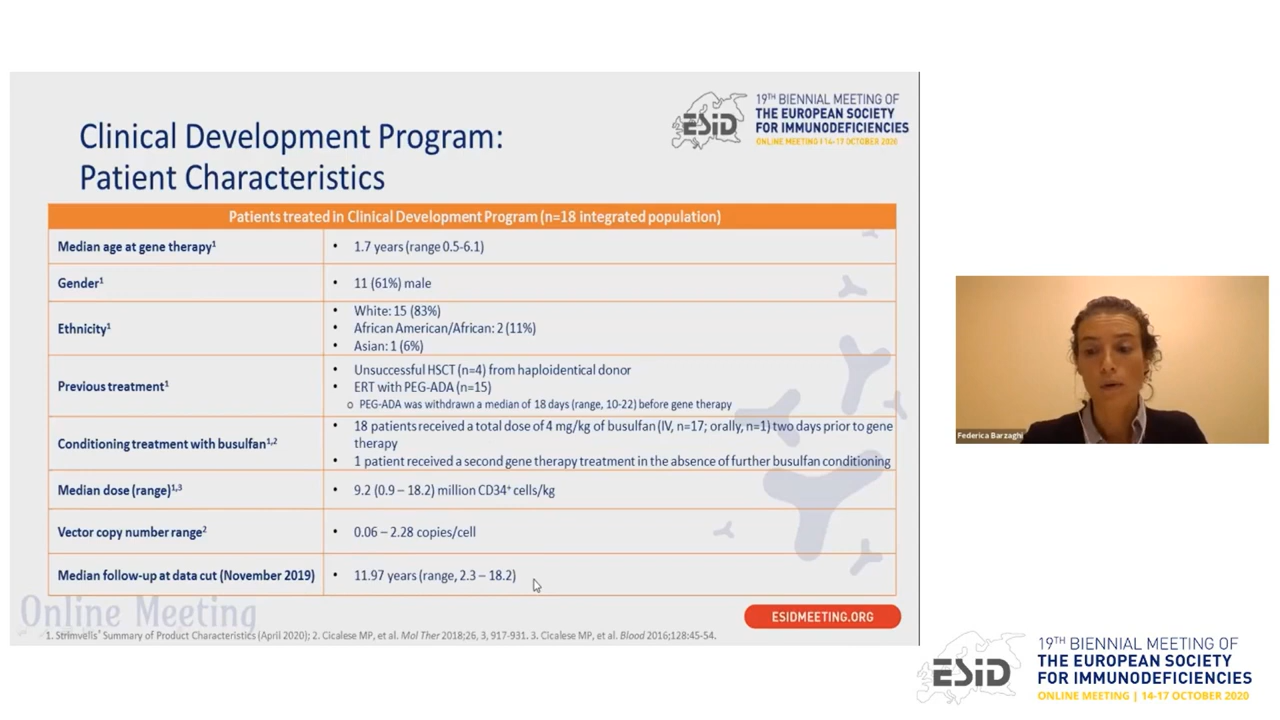 Clinical Development Program:
Patient Characteristics
ESiD
19TH BIENNIAL MEETING OF
THE EUROPEAN SOCIETY
FOR IMMUNODEFICIENCIES
ONLINE MEETING | 14-17 OCTOBER 2020
Patients treated in Clinical Development Program (n=18 integrated population)
Median age at gene therapy1
• 1.7 years (range 0.5-6.1)
Gender1
• 11 (61%) male
Ethnicity1
• White: 15 (83%)
• African American/African: 2 (11%)
• Asian: 1 (6%)
Previous treatment1
• Unsuccessful HSCT (n=4) from haploidentical donor
• ERT with PEG-ADA (n=15)
o PEG-ADA was withdrawn a median of 18 days (range, 10-22) before gene therapy
Conditioning treatment with busulfan1,2
• 18 patients received a total dose of 4 mg/kg of busulfan (IV, n=17; orally, n=1) two days prior to gene
therapy
• 1 patient received a second gene therapy treatment in the absence of further busulfan conditioning
Median dose (range)1,3
• 9.2 (0.9 – 18.2) million CD34+ cells/kg
Vector copy number range2
• 0.06 – 2.28 copies/cell
Median follow-up at data cut (November 2019)
• 11.97 years (range, 2.3 – 18.2)
Online Meeting
ESIDMEETING.ORG
1. Strimvelis® Summary of Product Characteristics (April 2020); 2. Cicalese MP, et al. Mol Ther 2018;26, 3, 917-931. 3. Cicalese MP, et al. Blood 2016;128:45-54.
Federica Barzaghi
ESiD
19TH BIENNIAL MEETING OF
THE EUROPEAN SOCIETY
FOR IMMUNODEFICIENCIES
ONLINE MEETING | 14-17 OCTOBER 2020